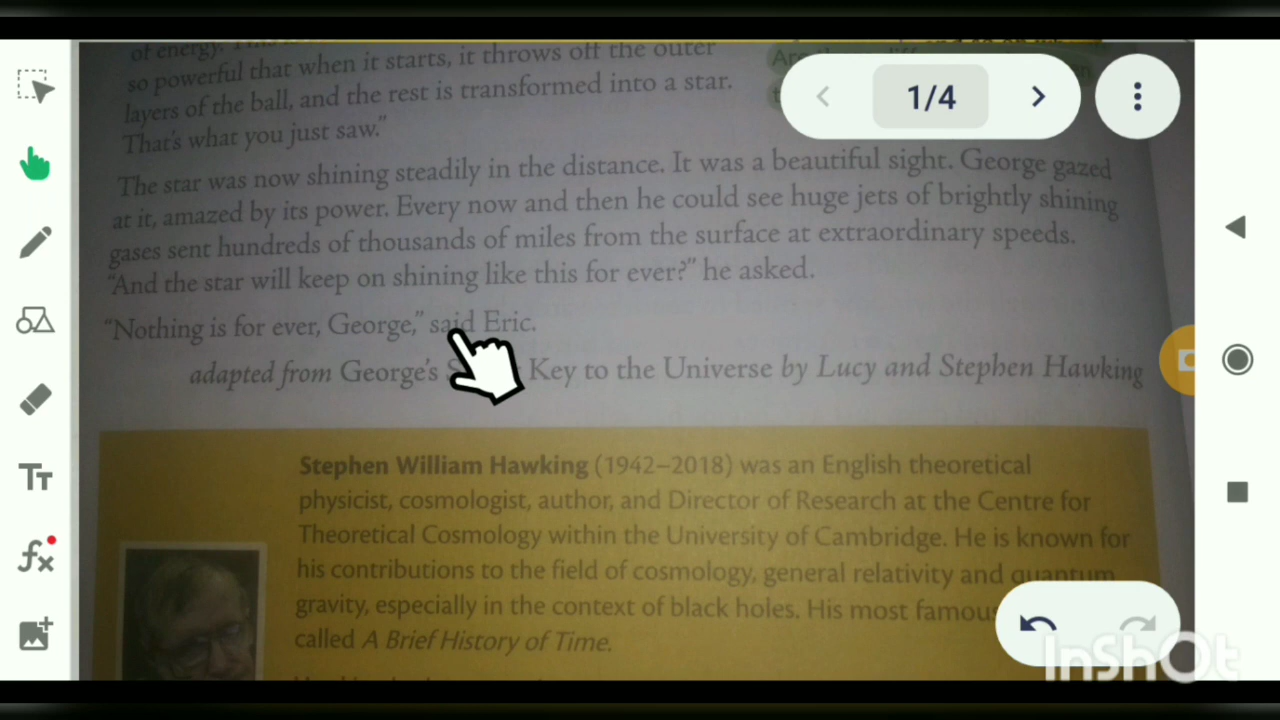 of energy.
so powerful that when it starts, it throws off the outer
layers of the ball, and the rest is transformed into a star.
That's what you just saw."
1/4
The star was now shining steadily in the distance. It was a beautiful sight. George gazed
at it, amazed by its power. Every now and then he could see huge jets of brightly shining
gases sent hundreds of thousands of miles from the surface at extraordinary speeds.
"And the star will keep on shining like this for ever?" he asked.
"Nothing is for ever, George," said Eric.
adapted from George's Key to the Universe by Lucy and Stephen Hawking
Stephen William Hawking (1942–2018) was an English theoretical
physicist, cosmologist, author, and Director of Research at the Centre for
Theoretical Cosmology within the University of Cambridge. He is known for
his contributions to the field of cosmology, general relativity and quantum
gravity, especially in the context of black holes. His most famous
called A Brief History of Time.
Tт
fx
InShOt